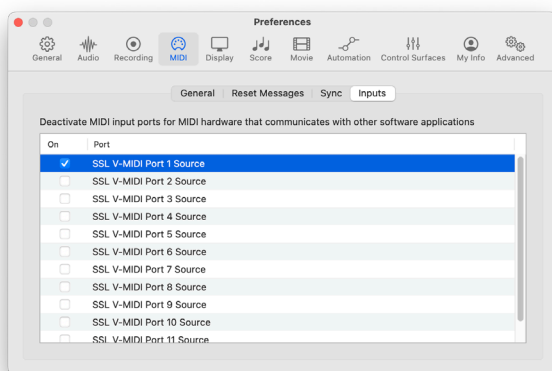 Preferences
General Audio Recording MIDI Display Score Movie Automation Control Surfaces My Info Advanced
General Reset Messages Sync Inputs
Deactivate MIDI input ports for MIDI hardware that communicates with other software applications
On Port
SSL V-MIDI Port 1 Source
SSL V-MIDI Port 2 Source
SSL V-MIDI Port 3 Source
SSL V-MIDI Port 4 Source
SSL V-MIDI Port 5 Source
SSL V-MIDI Port 6 Source
SSL V-MIDI Port 7 Source
SSL V-MIDI Port 8 Source
SSL V-MIDI Port 9 Source
SSL V-MIDI Port 10 Source
SSL V-MIDI Port 11 Source